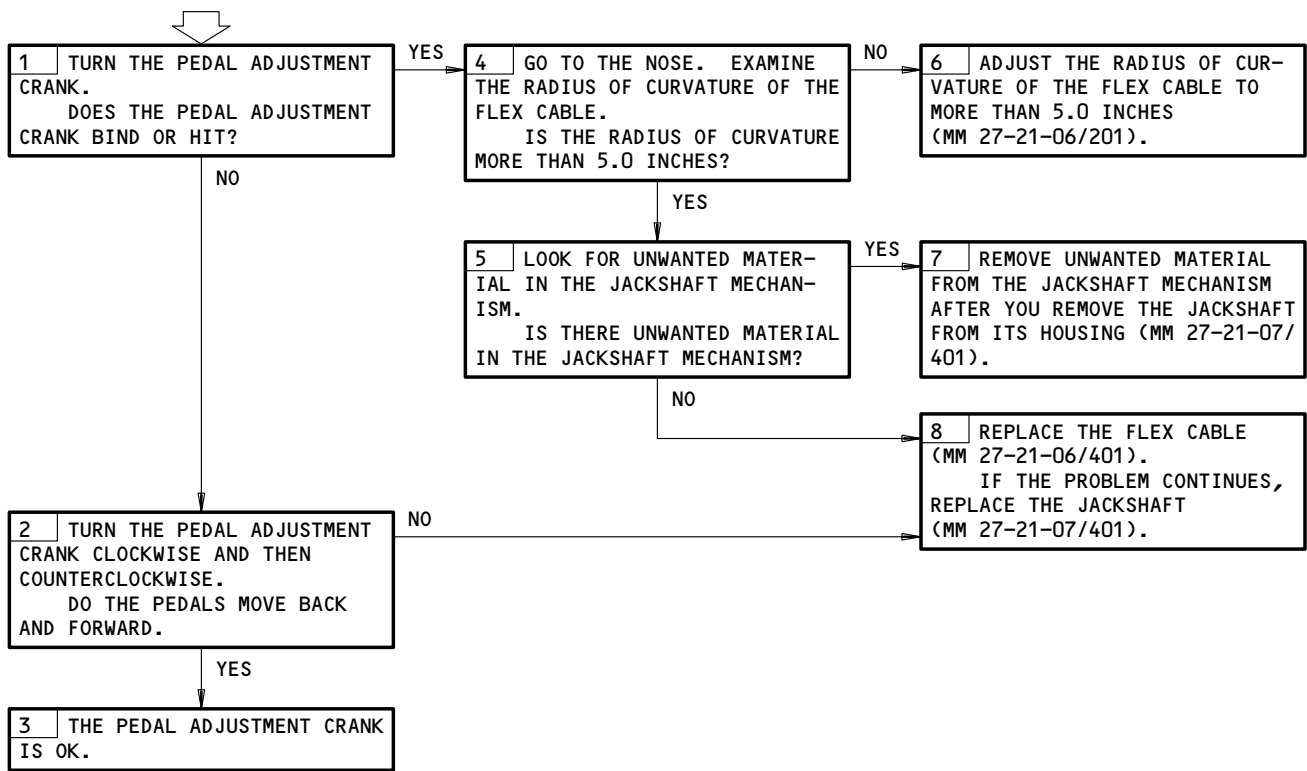 1 TURN THE PEDAL ADJUSTMENT
CRANK.
DOES THE PEDAL ADJUSTMENT
CRANK BIND OR HIT?
YES
NO
4 GO TO THE NOSE. EXAMINE
THE RADIUS OF CURVATURE OF THE
FLEX CABLE.
IS THE RADIUS OF CURVATURE
MORE THAN 5.0 INCHES?
NO
YES
6 ADJUST THE RADIUS OF CUR-
VATURE OF THE FLEX CABLE TO
MORE THAN 5.0 INCHES
(MM 27-21-06/201).
5 LOOK FOR UNWANTED MATER-
IAL IN THE JACKSHAFT MECHAN-
ISM.
IS THERE UNWANTED MATERIAL
IN THE JACKSHAFT MECHANISM?
YES
NO
7 REMOVE UNWANTED MATERIAL
FROM THE JACKSHAFT MECHANISM
AFTER YOU REMOVE THE JACKSHAFT
FROM ITS HOUSING (MM 27-21-07/
401).
8 REPLACE THE FLEX CABLE
(MM 27-21-06/401).
IF THE PROBLEM CONTINUES,
REPLACE THE JACKSHAFT
(MM 27-21-07/401).
2 TURN THE PEDAL ADJUSTMENT
CRANK CLOCKWISE AND THEN
COUNTERCLOCKWISE.
DO THE PEDALS MOVE BACK
AND FORWARD.
NO
YES
3 THE PEDAL ADJUSTMENT CRANK
IS OK.